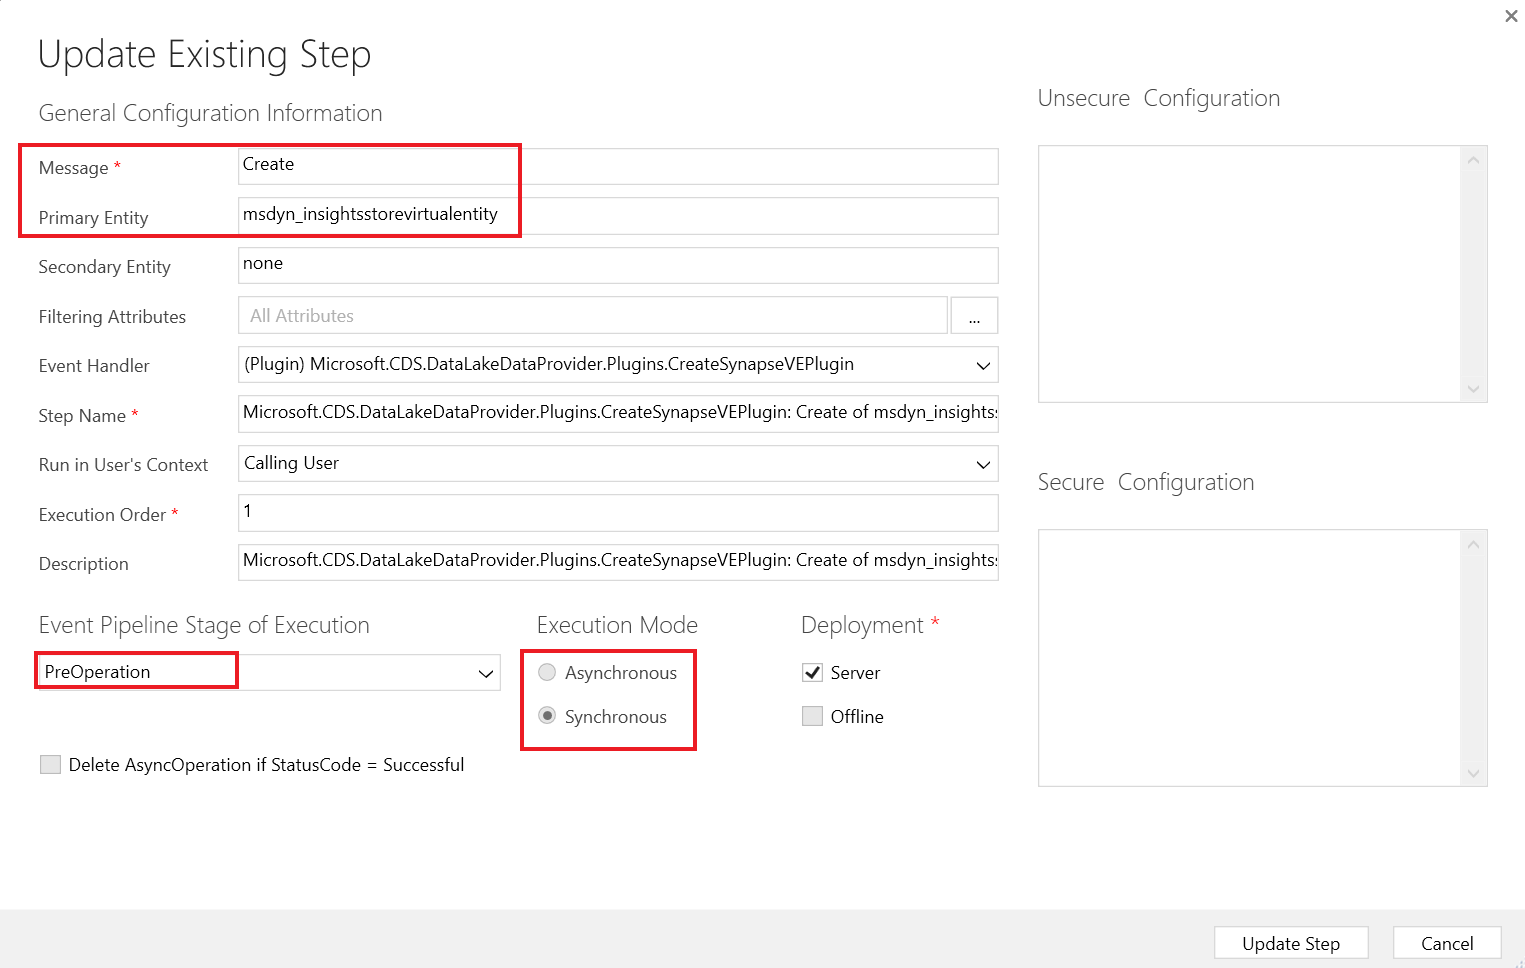 Update Existing Step
General Configuration Information
Message *
Create
Primary Entity
msdyn_insightsstorevirtualentity
Secondary Entity
none
Filtering Attributes
All Attributes
...
Event Handler
(Plugin) Microsoft.CDS.DataLakeDataProvider.Plugins.CreateSynapseVEPlugin
Step Name *
Microsoft.CDS.DataLakeDataProvider.Plugins.CreateSynapseVEPlugin: Create of msdyn_insights
Run in User's Context
Calling User
Execution Order *
1
Description
Microsoft.CDS.DataLakeDataProvider.Plugins.CreateSynapseVEPlugin: Create of msdyn_insights
Event Pipeline Stage of Execution
PreOperation
Execution Mode
Asynchronous
Synchronous
Deployment *
Server
Offline
Delete AsyncOperation if StatusCode = Successful
Unsecure Configuration
Secure Configuration
Update Step
Cancel